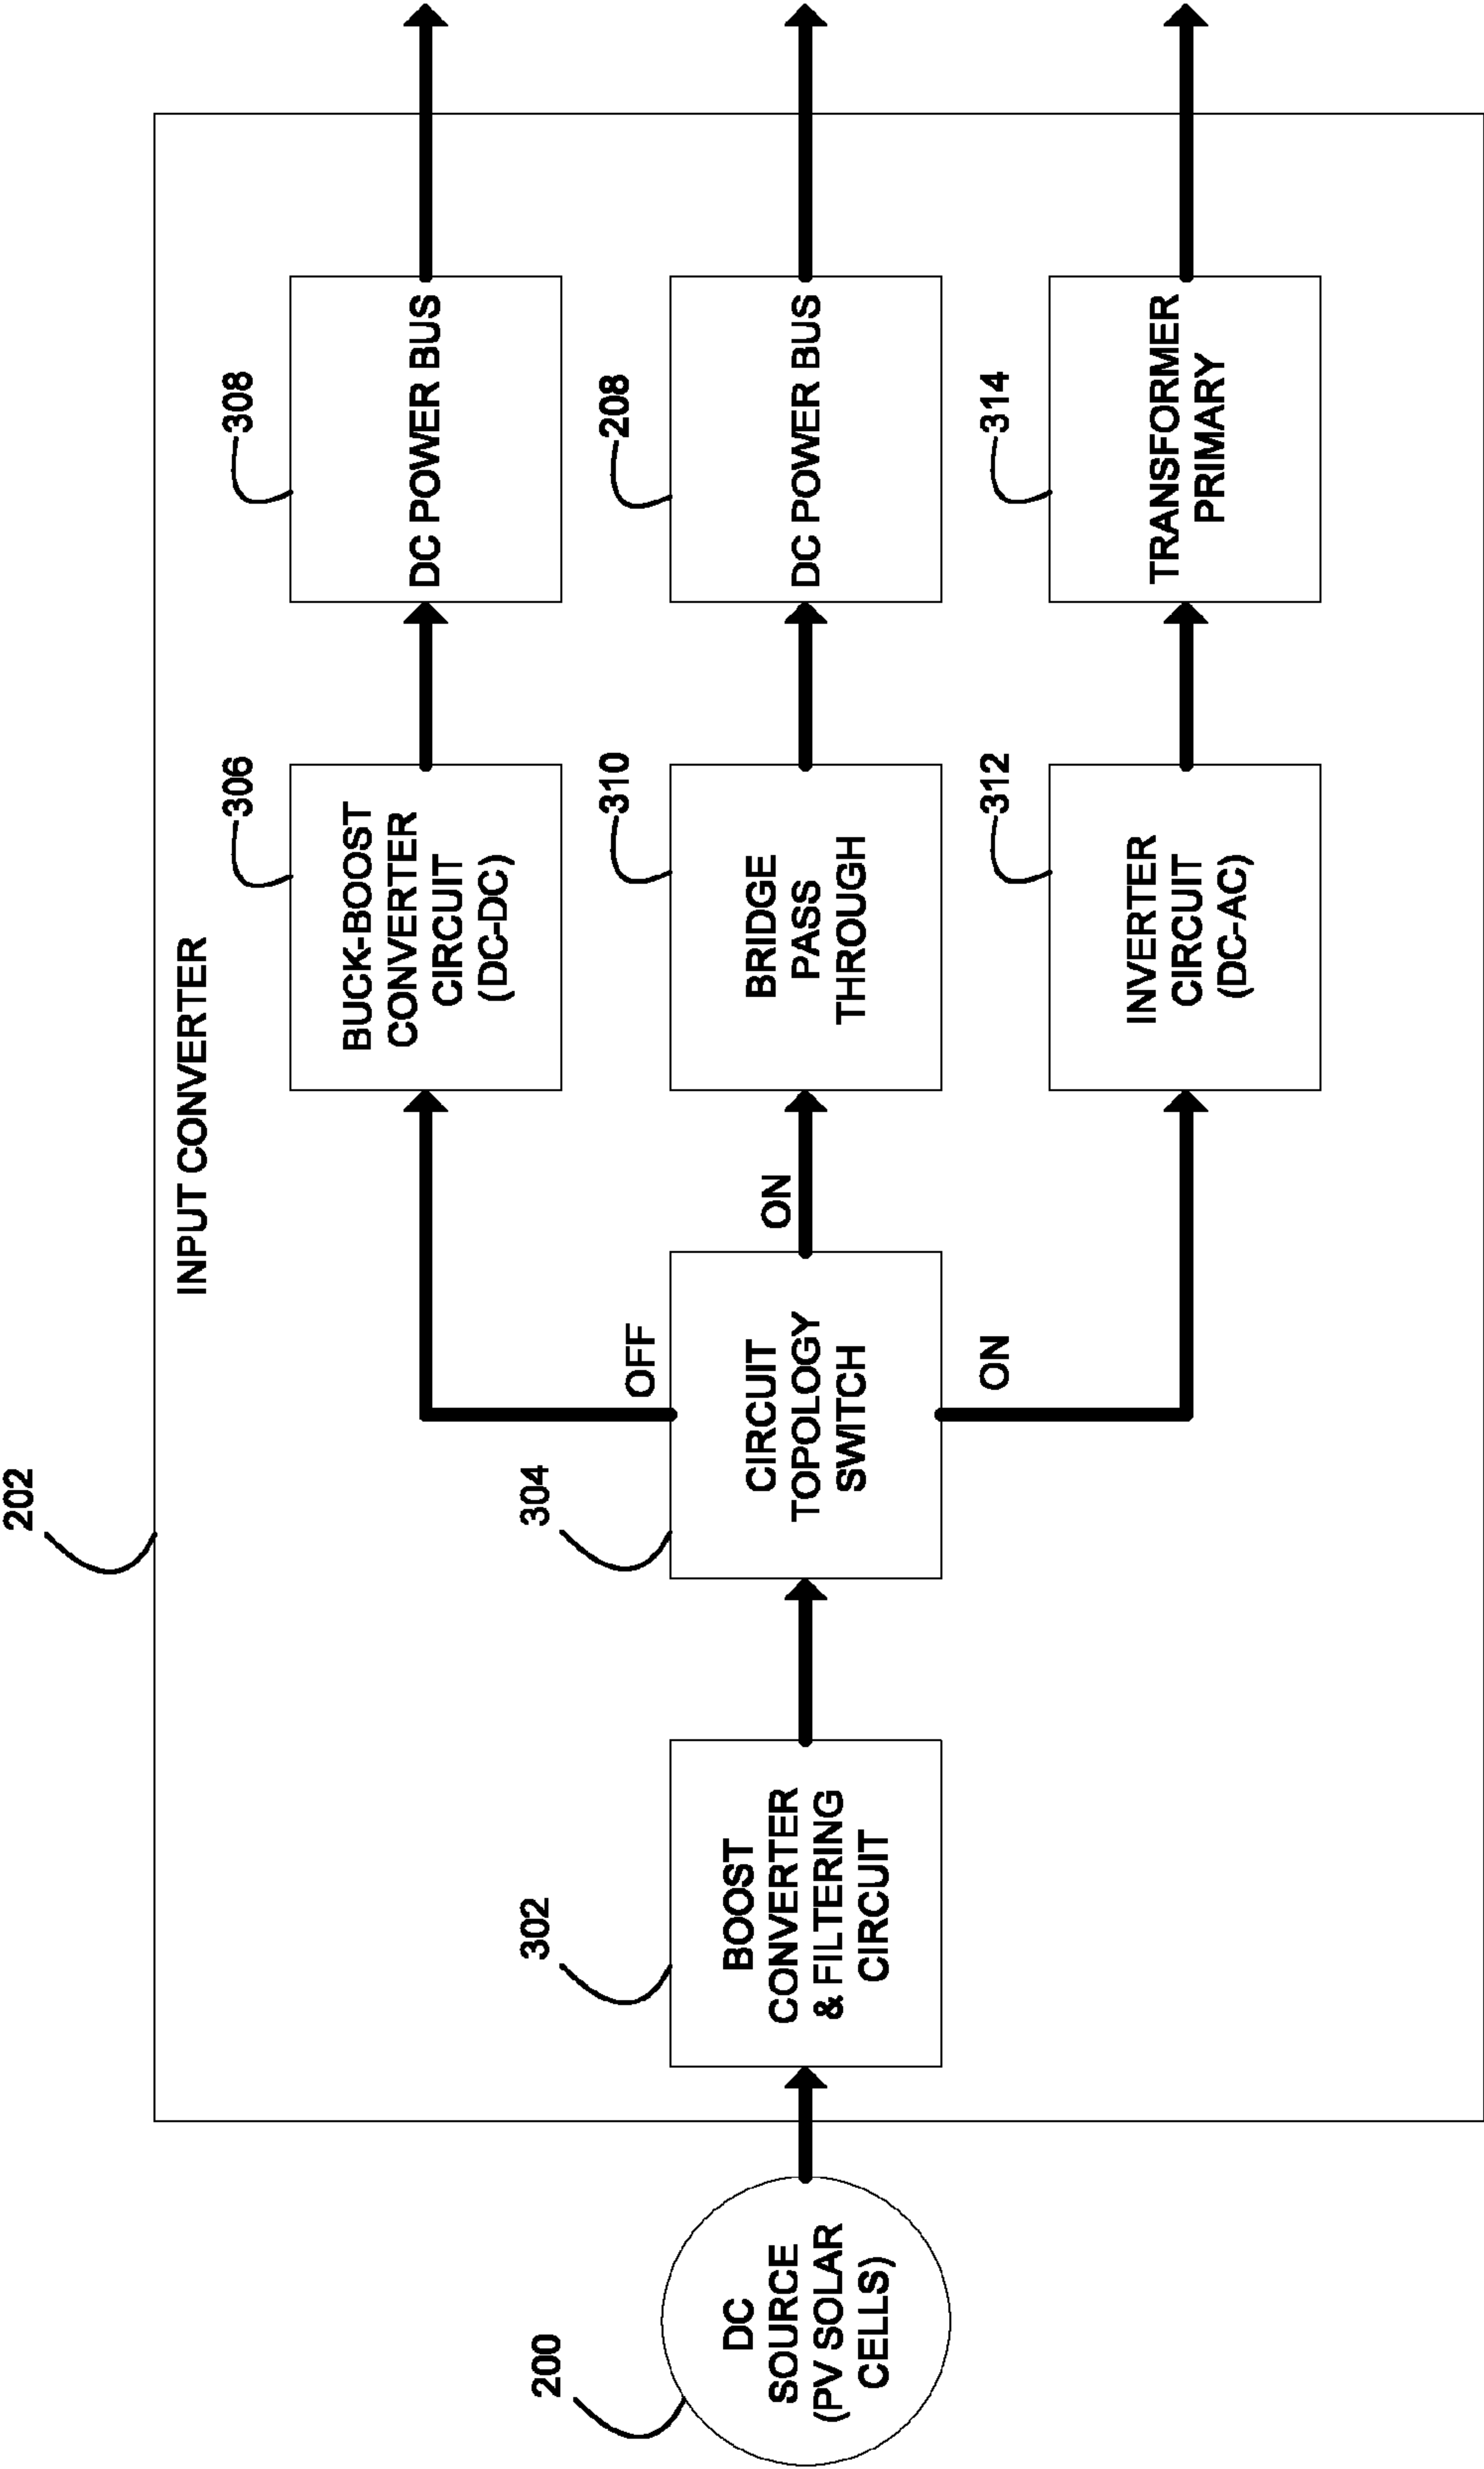 202
INPUT CONVERTER
200
DC
SOURCE
(PV SOLAR
CELLS)
302
BOOST
CONVERTER
& FILTERING
CIRCUIT
304
CIRCUIT
TOPOLOGY
SWITCH
OFF
ON
ON
306
BUCK-BOOST
CONVERTER
CIRCUIT
(DC-DC)
308
DC POWER BUS
310
BRIDGE
PASS
THROUGH
208
DC POWER BUS
312
INVERTER
CIRCUIT
(DC-AC)
314
TRANSFORMER
PRIMARY